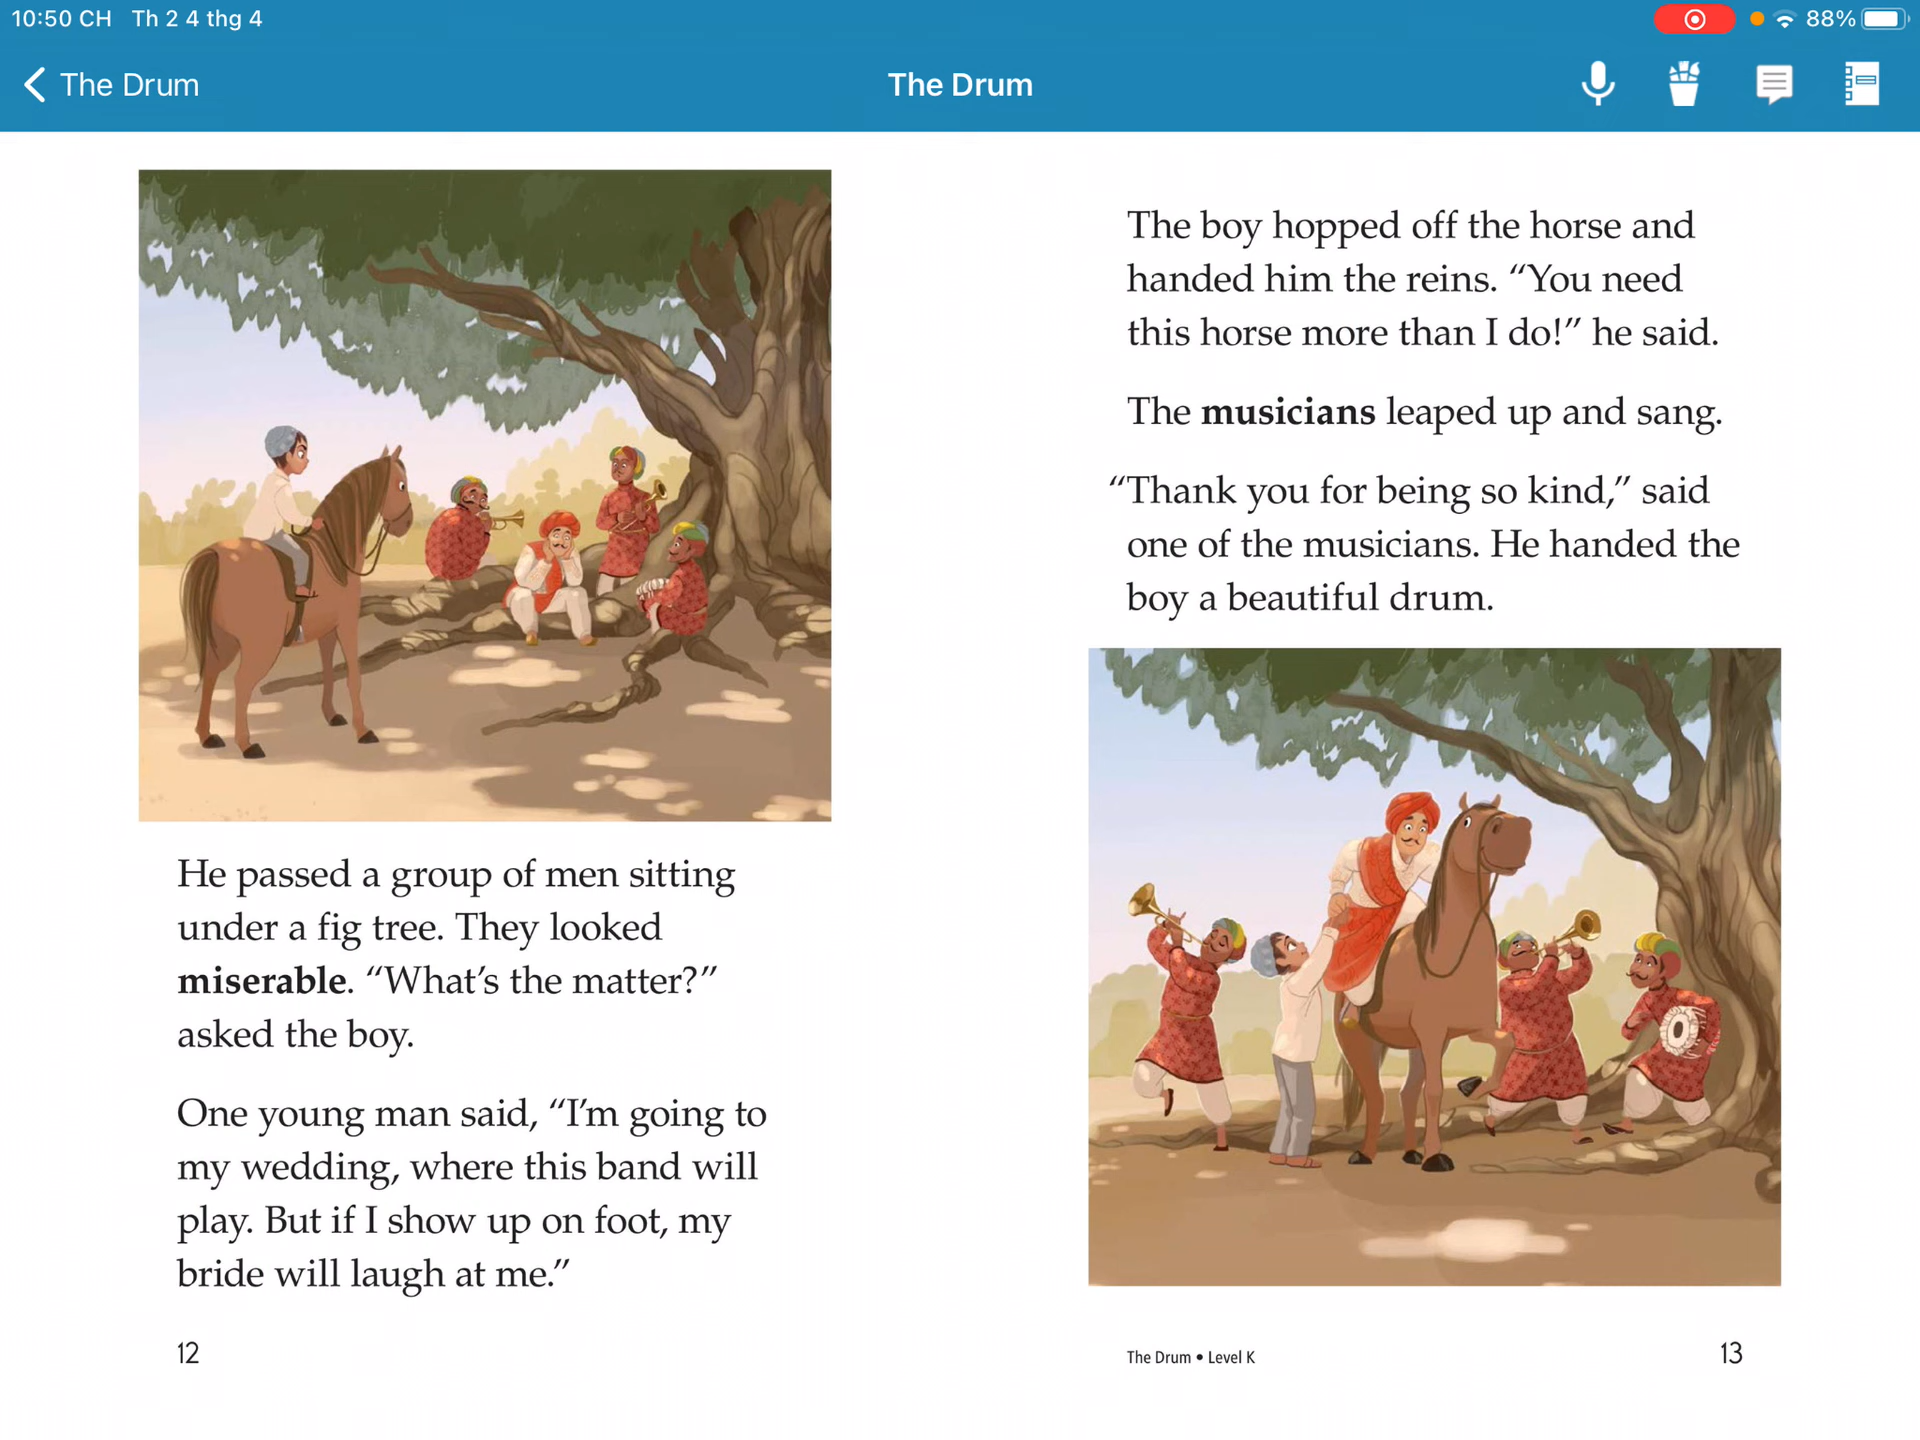 10:50 CH Th 2 4 thg 4
88%
The Drum
The Drum
He passed a group of men sitting
under a fig tree. They looked
miserable. “What’s the matter?”
asked the boy.
One young man said, “I’m going to
my wedding, where this band will
play. But if I show up on foot, my
bride will laugh at me.”
12
The boy hopped off the horse and
handed him the reins. “You need
this horse more than I do!” he said.
The musicians leaped up and sang.
“Thank you for being so kind,” said
one of the musicians. He handed the
boy a beautiful drum.
The Drum • Level K
13